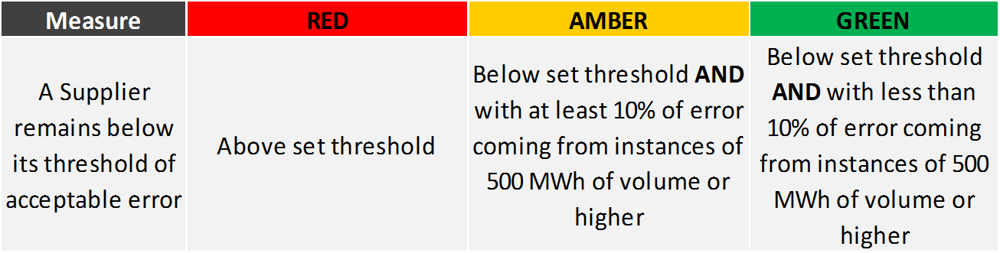 Measure
RED
AMBER
GREEN
A Supplier
remains below
its threshold of
acceptable error
Above set threshold
Below set threshold AND
with at least 10% of error
coming from instances of
500 MWh of volume or
higher
Below set threshold
AND with less than
10% of error coming
from instances of 500
MWh of volume or
higher